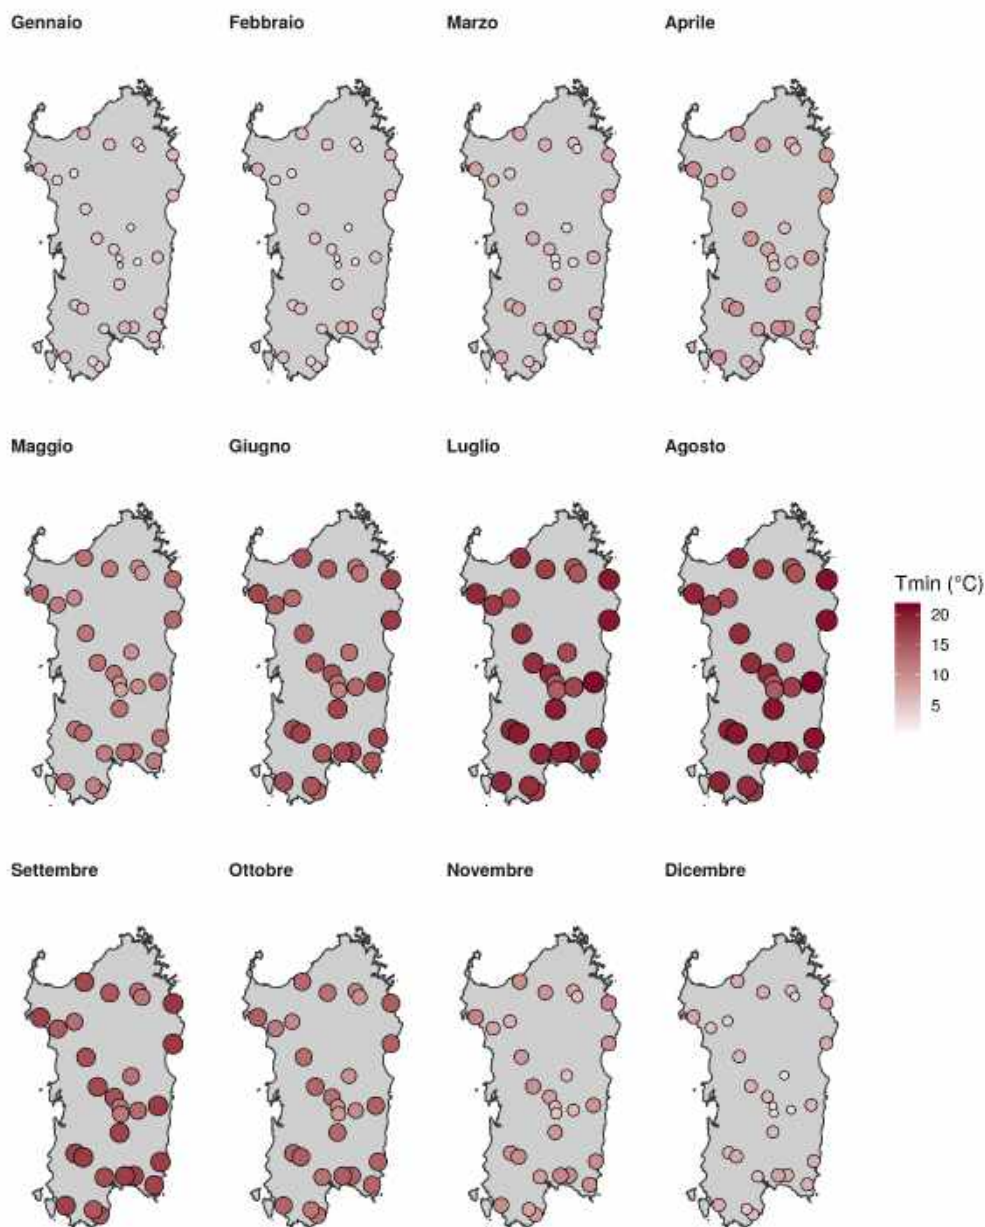 Gennaio Febbraio Marzo Aprile
Maggio Giugno Luglio Agosto
Tmin (°C)
20
15
10
5
Settembre Ottobre Novembre Dicembre